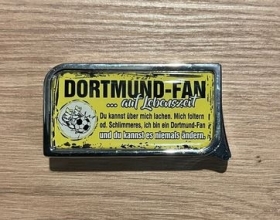 DORTMUND-FAN
... auf Lebenszeit
Du kannst über mich lachen. Mich foltern
od. Schlimmeres, ich bin ein Dortmund-Fan
und du kannst es niemals ändern.